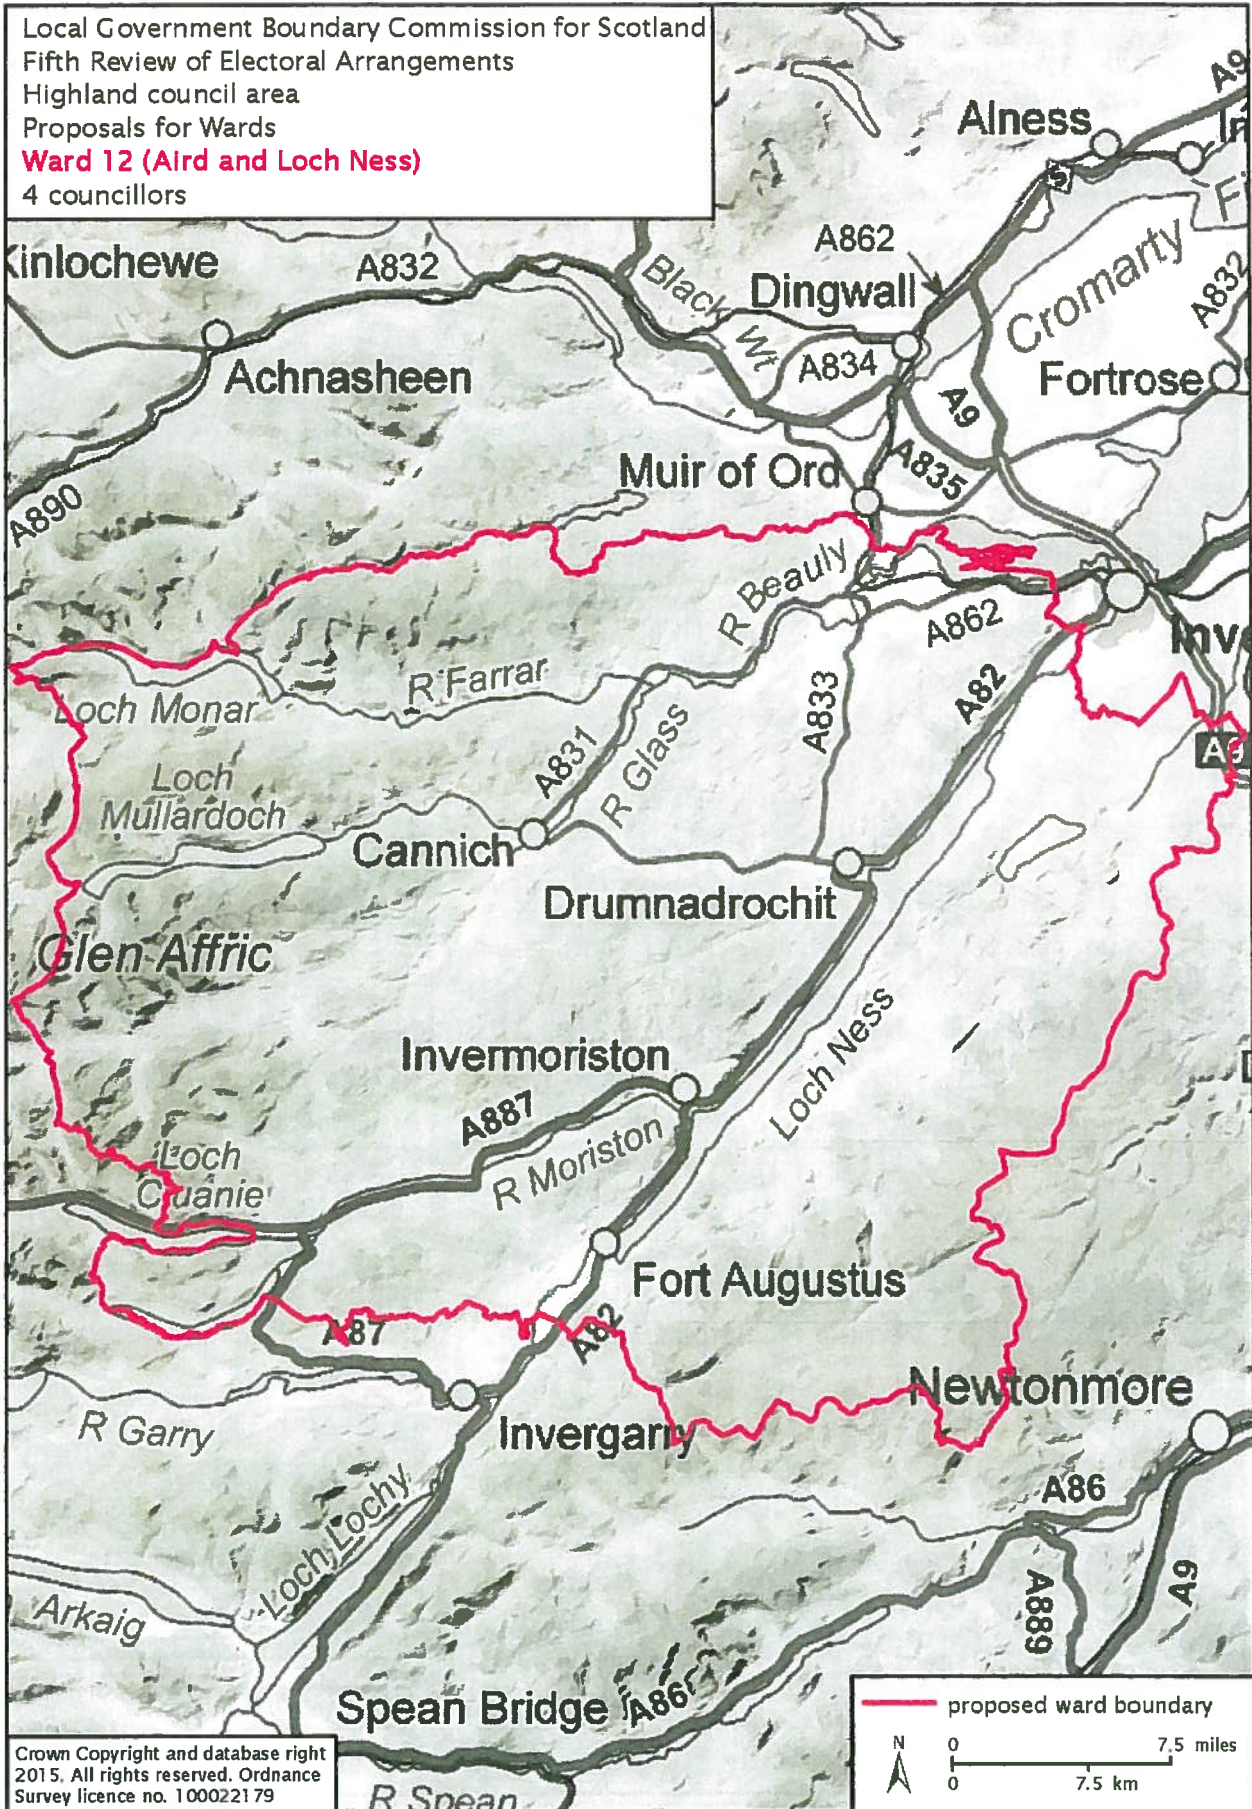 Local Government Boundary Commission for Scotland
Fifth Review of Electoral Arrangements
Highland council area
Proposals for Wards
Ward 12 (Aird and Loch Ness)
4 councillors
A9
Alness
In
A862
Fi
Kinlochewe
A832
Black Wt
Dingwall
Cromarty
A832
Achnasheen
A834
A9
Fortrose
Muir of Ord
A835
A890
R Beauly
A862
Inve
R Farrar
Loch Monar
A833
A82
A831
R Glass
A9
Loch
Mullardoch
Cannich
Drumnadrochit
Glen Affric
Loch Ness
Invermoriston
A887
R Moriston
Loch
Cluanie
Fort Augustus
A87
A82
Newtonmore
R Garry
Invergarry
A86
Loch Lochy
Arkaig
A889
A9
Spean Bridge
A86
R Spean
proposed ward boundary
N
0 7.5 miles
0 7.5 km
Crown Copyright and database right
2015. All rights reserved. Ordnance
Survey licence no. 100022179